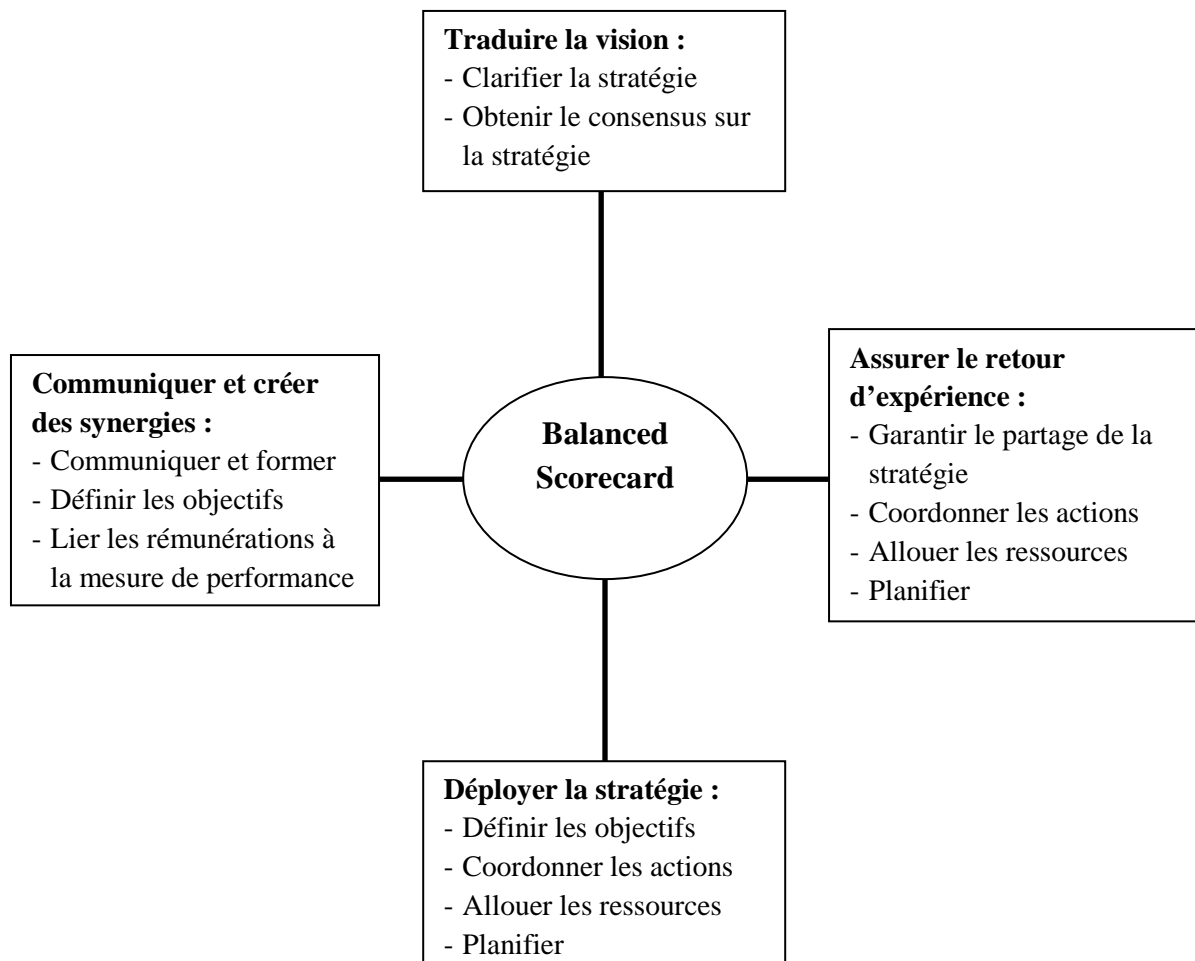 Traduire la vision :
- Clarifier la stratégie
- Obtenir le consensus sur
la stratégie
Communiquer et créer
des synergies :
- Communiquer et former
- Définir les objectifs
- Lier les rémunérations à
la mesure de performance
Balanced
Scorecard
Assurer le retour
d’expérience :
- Garantir le partage de la
stratégie
- Coordonner les actions
- Allouer les ressources
- Planifier
Déployer la stratégie :
- Définir les objectifs
- Coordonner les actions
- Allouer les ressources
- Planifier